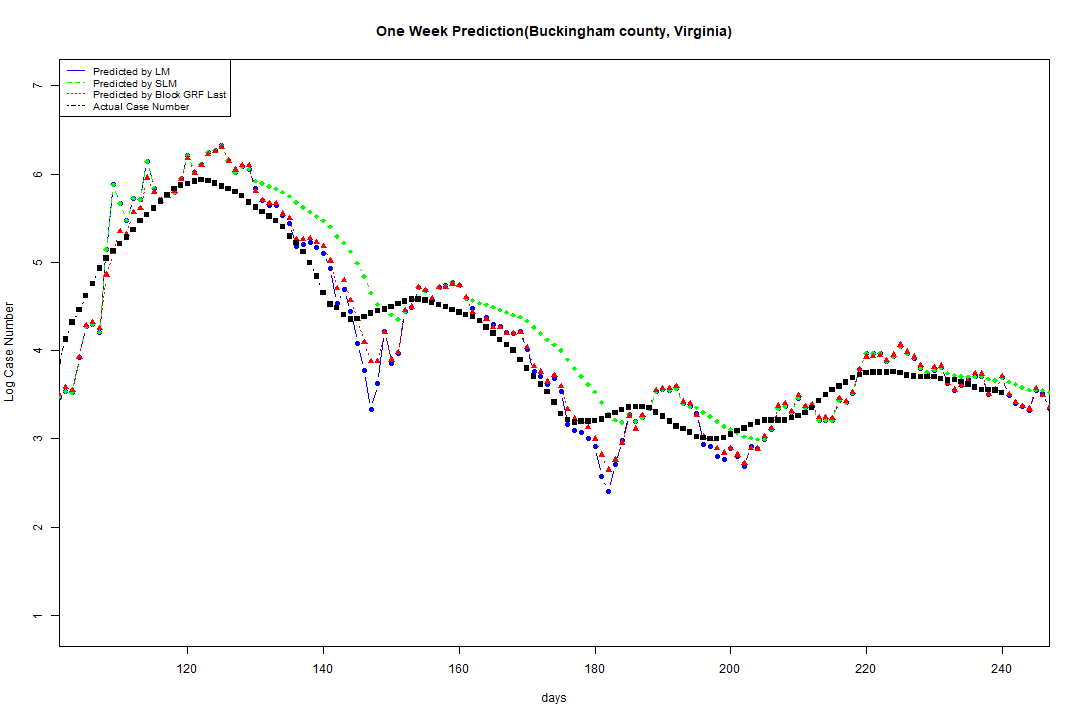 One Week Prediction(Buckingham county, Virginia)
Predicted by LM
Predicted by SLM
Predicted by Block GRF Last
Actual Case Number
Log Case Number
7
6
5
4
3
2
1
120 140 160 180 200 220 240
days